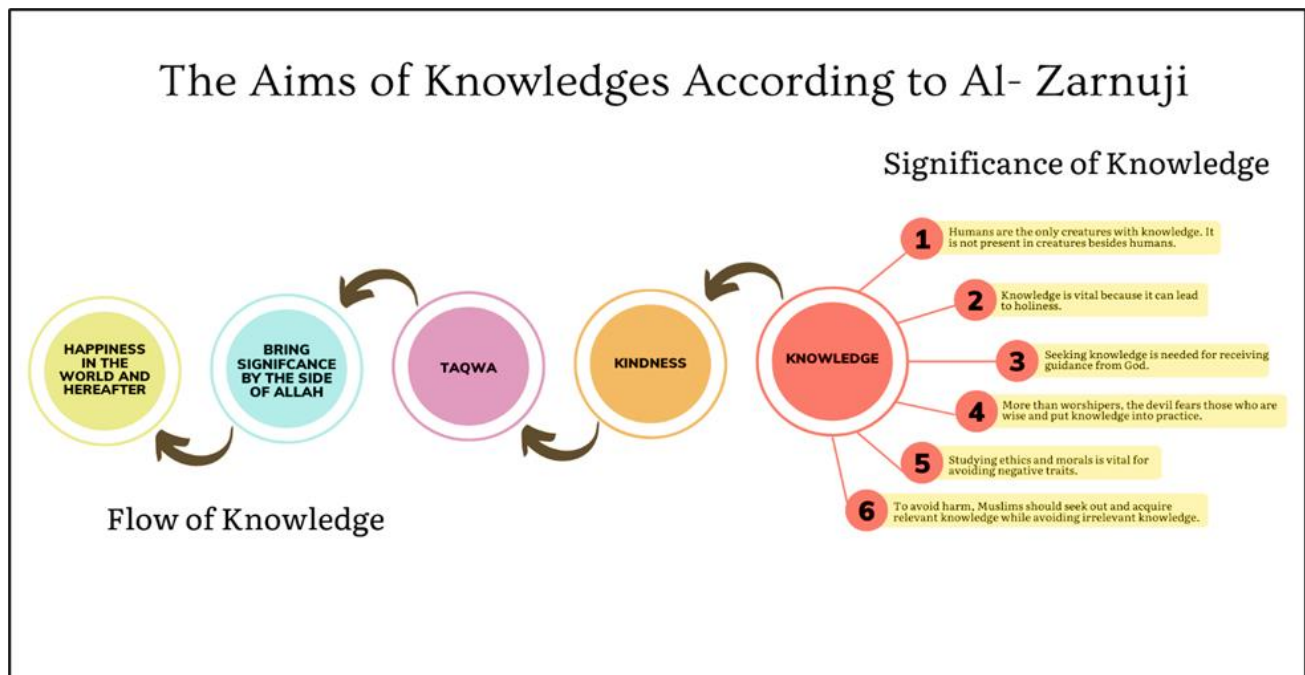 The Aims of Knowledges According to Al- Zarnuji
Significance of Knowledge
1
Humans are the only creatures with knowledge. It
is not present in creatures besides humans.
2
Knowledge is vital because it can lead
to holiness.
3
Seeking knowledge is needed for receiving
guidance from God.
4
More than worshipers, the devil fears those who are
wise and put knowledge into practice.
5
Studying ethics and morals is vital for
avoiding negative traits.
6
To avoid harm, Muslims should seek out and acquire
relevant knowledge while avoiding irrelevant knowledge.
HAPPINESS
IN THE
WORLD AND
HEREAFTER
BRING
SIGNIFCANCE
BY THE SIDE
OF ALLAH
TAQWA
KINDNESS
KNOWLEDGE
Flow of Knowledge